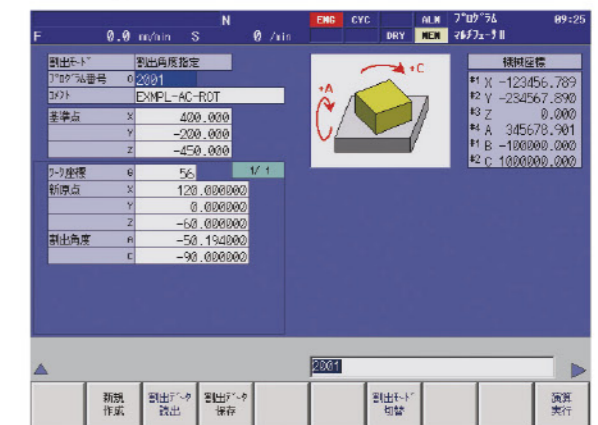 N EMG CYC ALM ﾌﾟﾛｸﾞﾗﾑ 09:25
F 0.0 mm/min S 0 /min DRY MEM ﾏﾙﾁﾌｪｰｽⅡ
割出ﾓｰﾄﾞ 割出角度指定
ﾌﾟﾛｸﾞﾗﾑ番号 O 2001
ｺﾒﾝﾄ EXMPL-AC-ROT
基準点 X 400.000
Y -200.000
Z -450.000
ﾜｰｸ座標 G 56 1/ 1
新原点 X 120.000000
Y 0.000000
Z -60.000000
割出角度 A -50.194000
C -90.000000
+C
+A
機械座標
#1 X -123456.789
#2 Y -234567.890
#3 Z 0.000
#4 A 345678.901
#1 B -100000.000
#2 C 1000000.000
2001
新規作成 割出ﾃﾞｰﾀ読出 割出ﾃﾞｰﾀ保存 割出ﾓｰﾄﾞ切替 演算実行